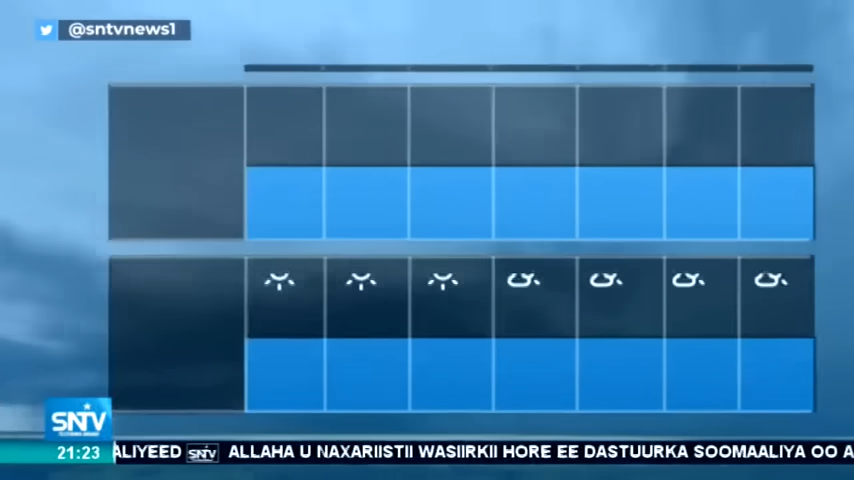 @sntvnews1
SNTV
21:23 ALIYEED SNTV ALLAHA U NAXARIISTII WASIIRKII HORE EE DASTUURKA SOOMAALIYA OO A